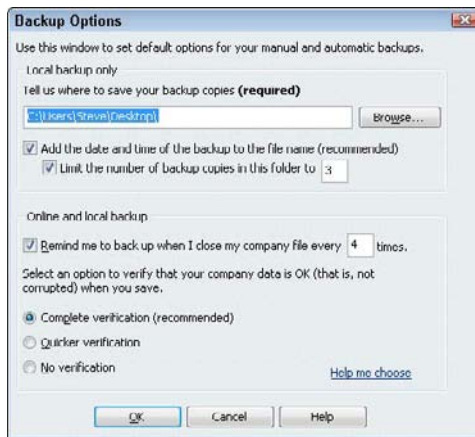 Backup Options
Use this window to set default options for your manual and automatic backups.
Local backup only
Tell us where to save your backup copies (required)
C:\Users\Steve\Desktop\
Browse...
Add the date and time of the backup to the file name (recommended)
Limit the number of backup copies in this folder to 3
Online and local backup
Remind me to back up when I close my company file every 4 times.
Select an option to verify that your company data is OK (that is, not
corrupted) when you save.
Complete verification (recommended)
Quicker verification
No verification
Help me choose
OK Cancel Help